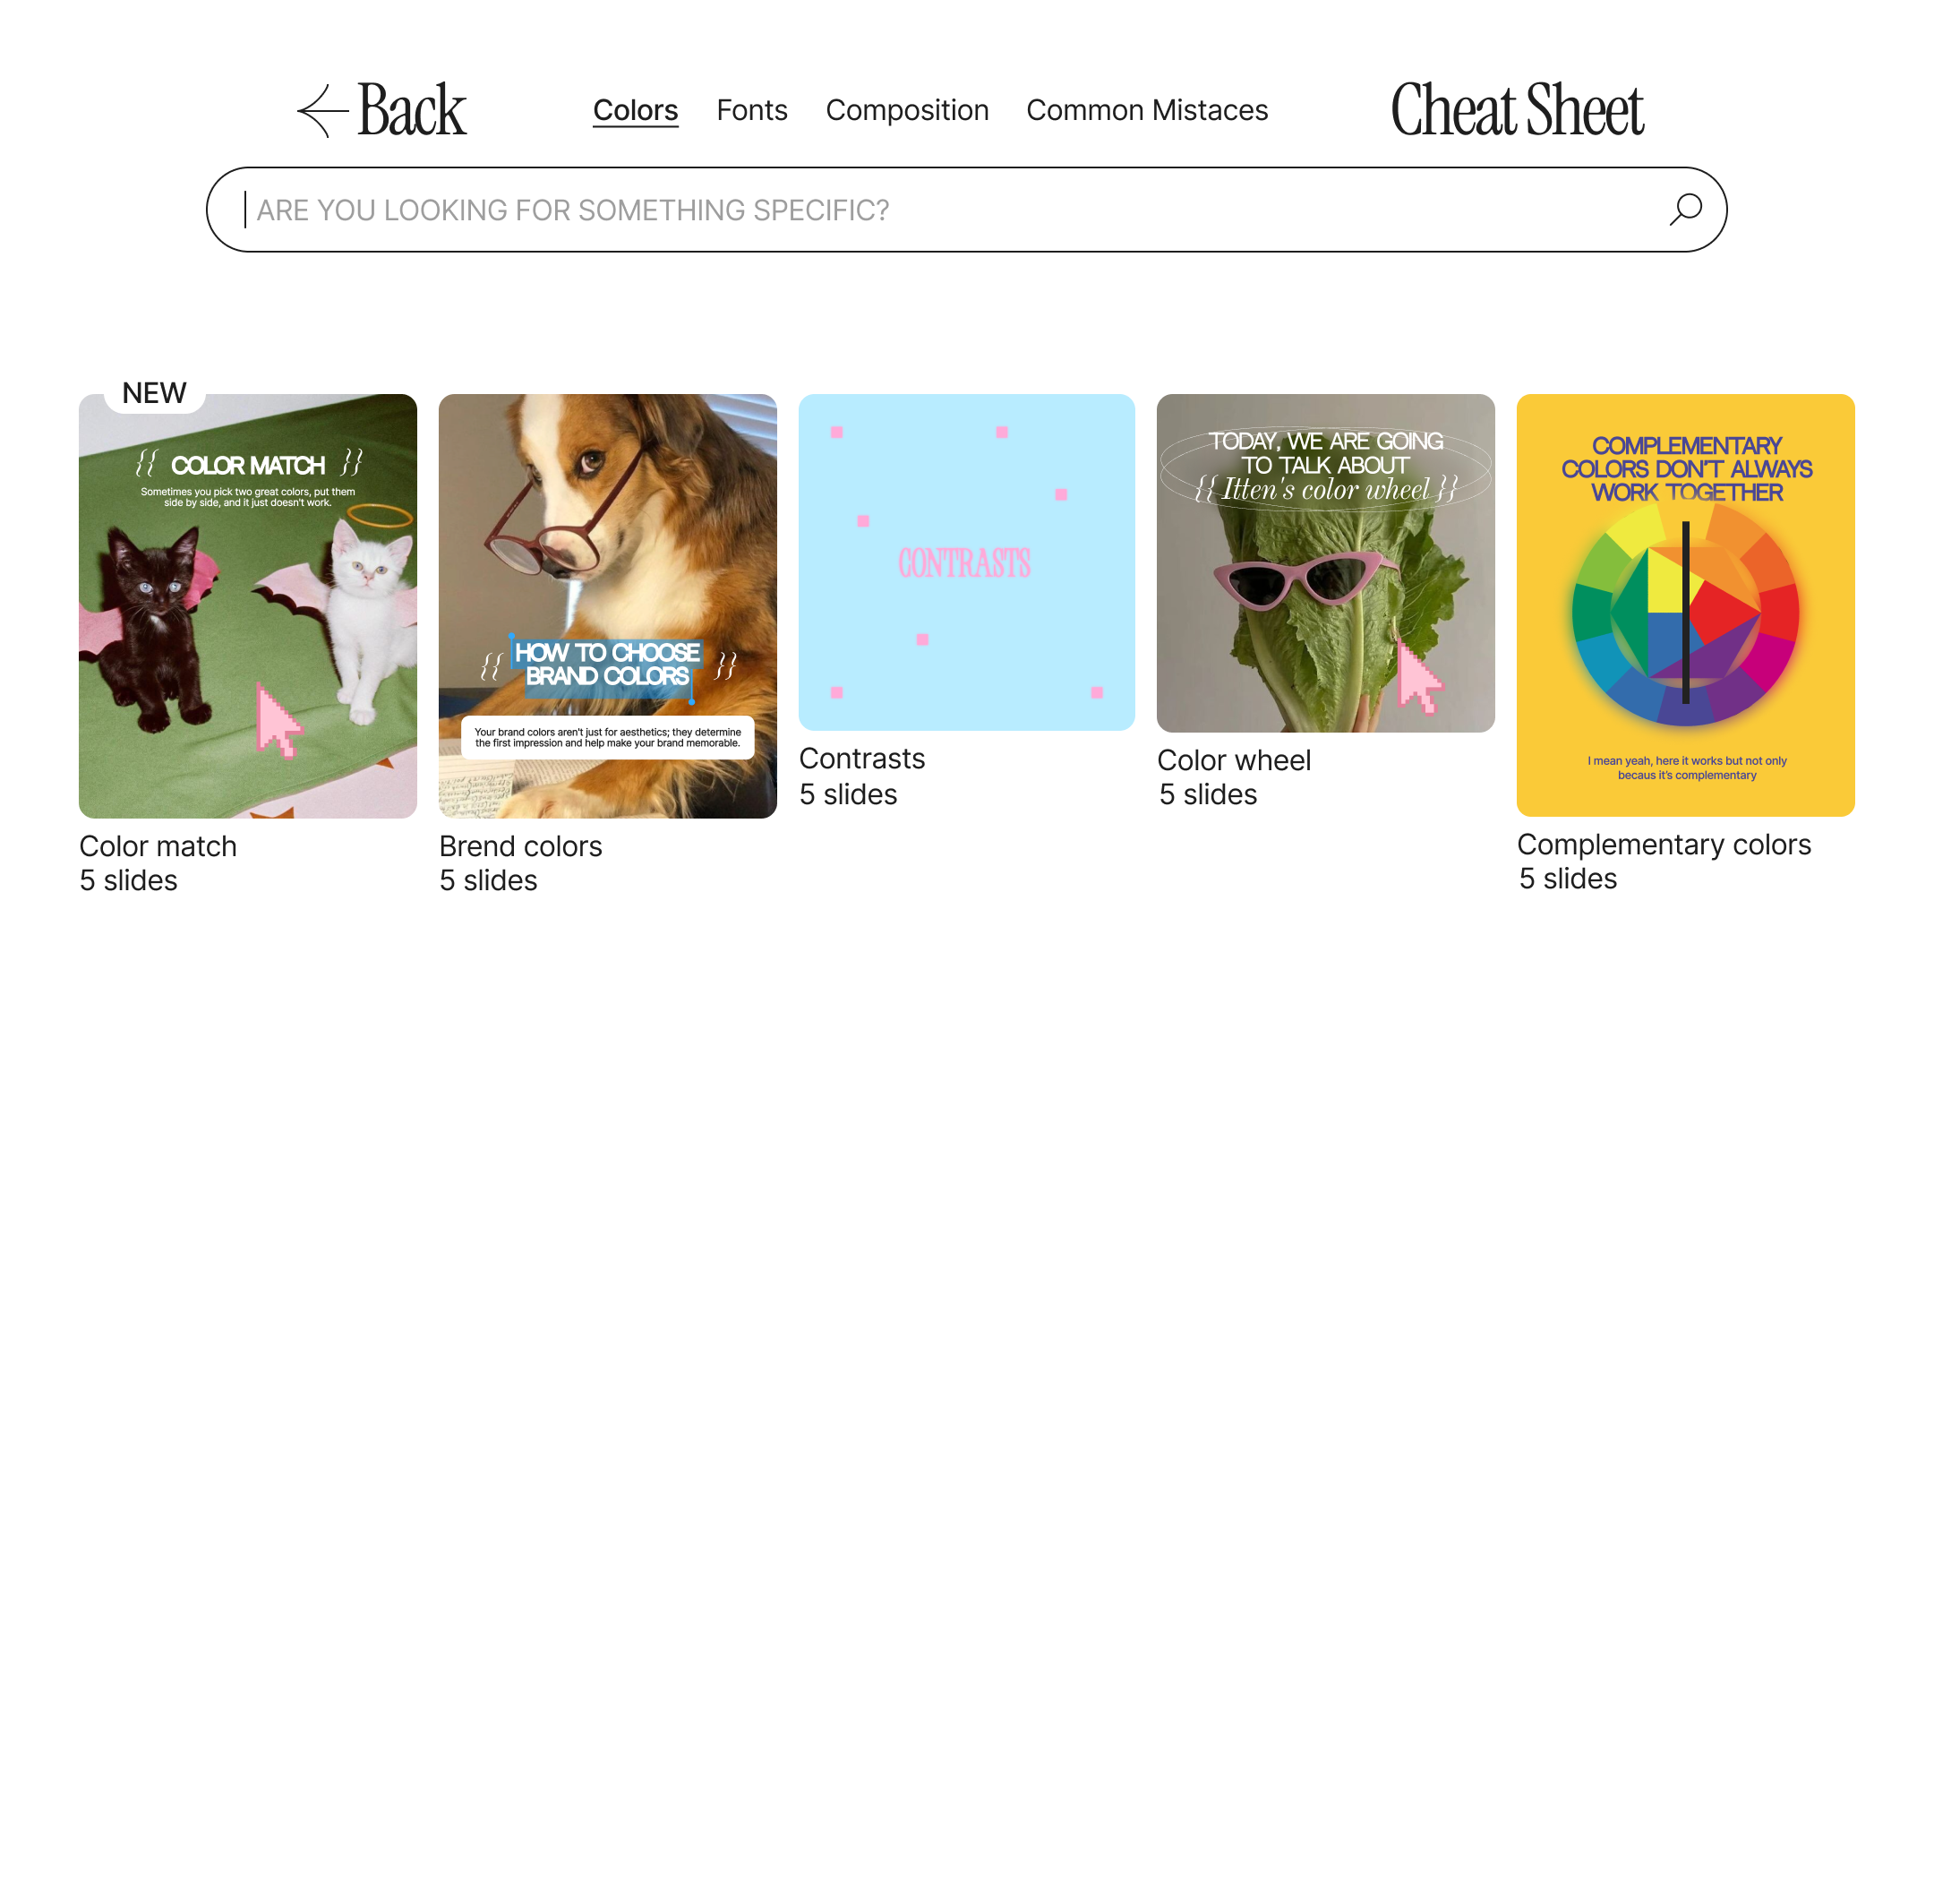 Back
Colors Fonts Composition Common Mistaces
Cheat Sheet
ARE YOU LOOKING FOR SOMETHING SPECIFIC?
NEW
{{ COLOR MATCH }}
Sometimes you pick two great colors, put them
side by side, and it just doesn't work.
Color match
5 slides
{{ HOW TO CHOOSE
BRAND COLORS }}
Your brand colors aren't just for aesthetics; they determine
the first impression and help make your brand memorable.
Brend colors
5 slides
CONTRASTS
Contrasts
5 slides
TODAY, WE ARE GOING
TO TALK ABOUT
{{ Itten's color wheel }}
Color wheel
5 slides
COMPLEMENTARY
COLORS DON'T ALWAYS
WORK TOGETHER
I mean yeah, here it works but not only
becaus it's complementary
Complementary colors
5 slides